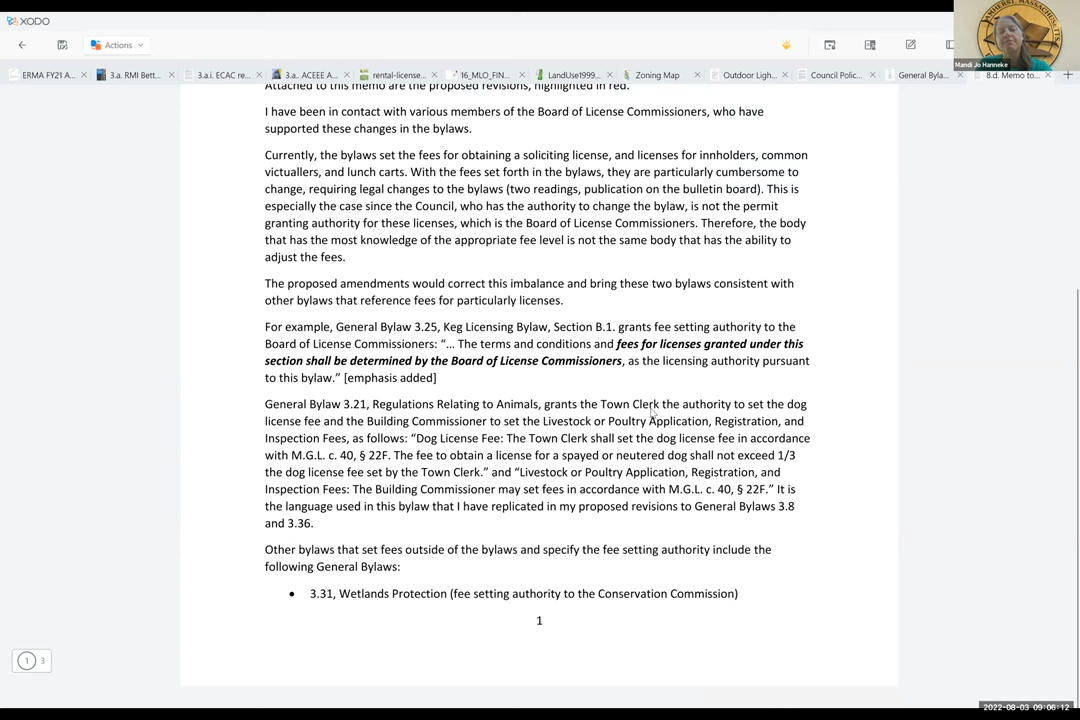 XODO
Actions
ERMA FY21 A...
3.a. RMI Bett...
3.a.i. ECAC re...
3.a.. ACEEE A...
rental-license...
16_MLO_FIN...
LandUse1999...
Zoning Map
Outdoor Ligh...
Council Polic...
General Byla...
8.d. Memo to...
Mandi Jo Hanneke
Attached to this memo are the proposed revisions, highlighted in red.
I have been in contact with various members of the Board of License Commissioners, who have
supported these changes in the bylaws.
Currently, the bylaws set the fees for obtaining a soliciting license, and licenses for innholders, common
victuallers, and lunch carts. With the fees set forth in the bylaws, they are particularly cumbersome to
change, requiring legal changes to the bylaws (two readings, publication on the bulletin board). This is
especially the case since the Council, who has the authority to change the bylaw, is not the permit
granting authority for these licenses, which is the Board of License Commissioners. Therefore, the body
that has the most knowledge of the appropriate fee level is not the same body that has the ability to
adjust the fees.
The proposed amendments would correct this imbalance and bring these two bylaws consistent with
other bylaws that reference fees for particularly licenses.
For example, General Bylaw 3.25, Keg Licensing Bylaw, Section B.1. grants fee setting authority to the
Board of License Commissioners: “... The terms and conditions and fees for licenses granted under this
section shall be determined by the Board of License Commissioners, as the licensing authority pursuant
to this bylaw.” [emphasis added]
General Bylaw 3.21, Regulations Relating to Animals, grants the Town Clerk the authority to set the dog
license fee and the Building Commissioner to set the Livestock or Poultry Application, Registration, and
Inspection Fees, as follows: “Dog License Fee: The Town Clerk shall set the dog license fee in accordance
with M.G.L. c. 40, § 22F. The fee to obtain a license for a spayed or neutered dog shall not exceed 1/3
the dog license fee set by the Town Clerk.” and “Livestock or Poultry Application, Registration, and
Inspection Fees: The Building Commissioner may set fees in accordance with M.G.L. c. 40, § 22F.” It is
the language used in this bylaw that I have replicated in my proposed revisions to General Bylaws 3.8
and 3.36.
Other bylaws that set fees outside of the bylaws and specify the fee setting authority include the
following General Bylaws:
• 3.31, Wetlands Protection (fee setting authority to the Conservation Commission)
1
1 3
2022-08-03 09:06:12